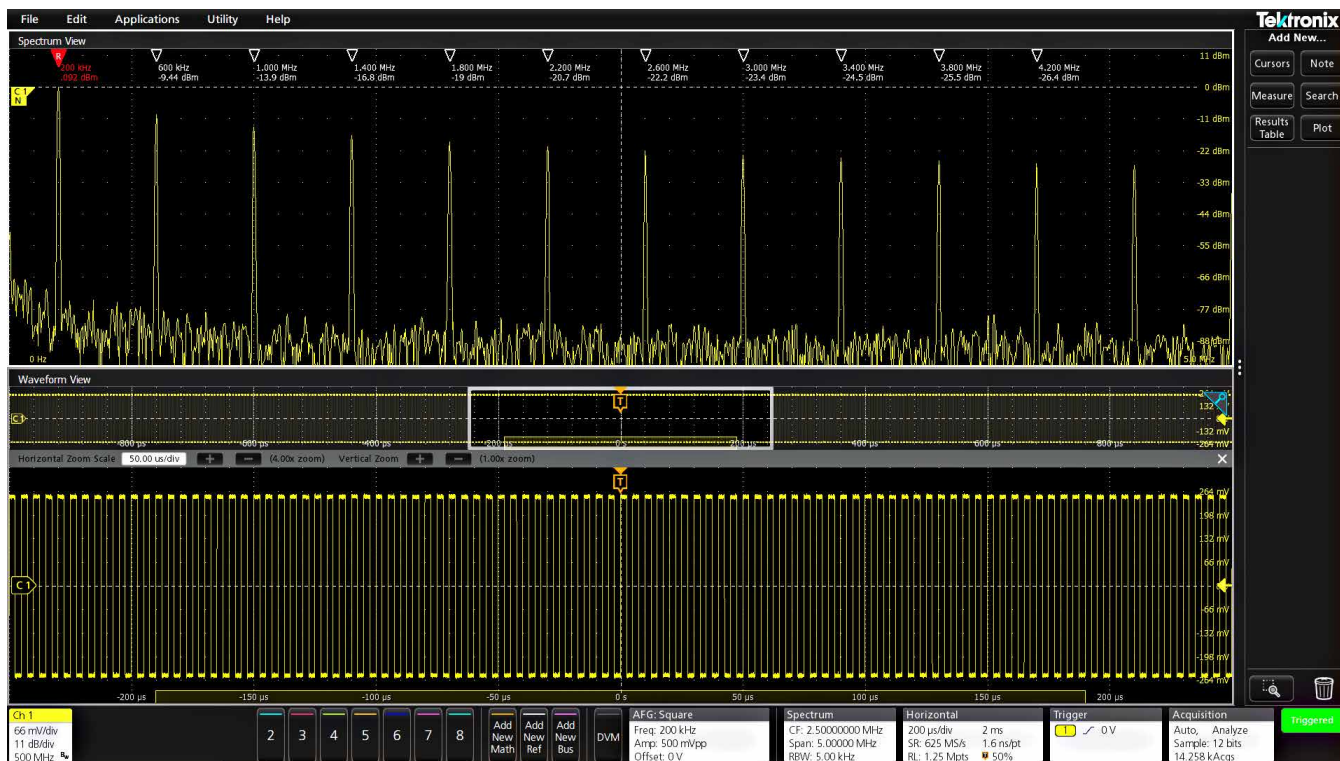 File Edit Applications Utility Help
Tektronix
Add New...
Spectrum View
R
200 kHz 600 kHz 1.000 MHz 1.400 MHz 1.800 MHz 2.200 MHz 2.600 MHz 3.000 MHz 3.400 MHz 3.800 MHz 4.200 MHz
.092 dBm -9.44 dBm -13.9 dBm -16.8 dBm -19 dBm -20.7 dBm -22.2 dBm -23.4 dBm -24.5 dBm -25.5 dBm -26.4 dBm
11 dBm
0 dBm
-11 dBm
-22 dBm
-33 dBm
-44 dBm
-55 dBm
-66 dBm
-77 dBm
-88 dBm
C 1
N
0 Hz
5.0 MHz
Cursors Note
Measure Search
Results Table Plot
Waveform View
T
C1
264
132
-132 mV
-264 mV
-800 µs -600 µs -400 µs -200 µs 0 s 200 µs 400 µs 600 µs 800 µs
Horizontal Zoom Scale 50.00 us/div + − (4.00x zoom) Vertical Zoom + − (1.00x zoom)
T
264 mV
198 mV
132 mV
66 mV
C 1
-66 mV
-132 mV
-198 mV
-264 mV
-200 µs -150 µs -100 µs -50 µs 0 s 50 µs 100 µs 150 µs 200 µs
Ch 1
66 mV/div
11 dB/div
500 MHz Bw
2 3 4 5 6 7 8
Add New Math
Add New Ref
Add New Bus
DVM
AFG: Square
Freq: 200 kHz
Amp: 500 mVpp
Offset: 0 V
Spectrum
CF: 2.50000000 MHz
Span: 5.00000 MHz
RBW: 5.00 kHz
Horizontal
200 µs/div 2 ms
SR: 625 MS/s 1.6 ns/pt
RL: 1.25 Mpts 50%
Trigger
1 0 V
Acquisition
Auto, Analyze
Sample: 12 bits
14.258 kAcqs
Triggered